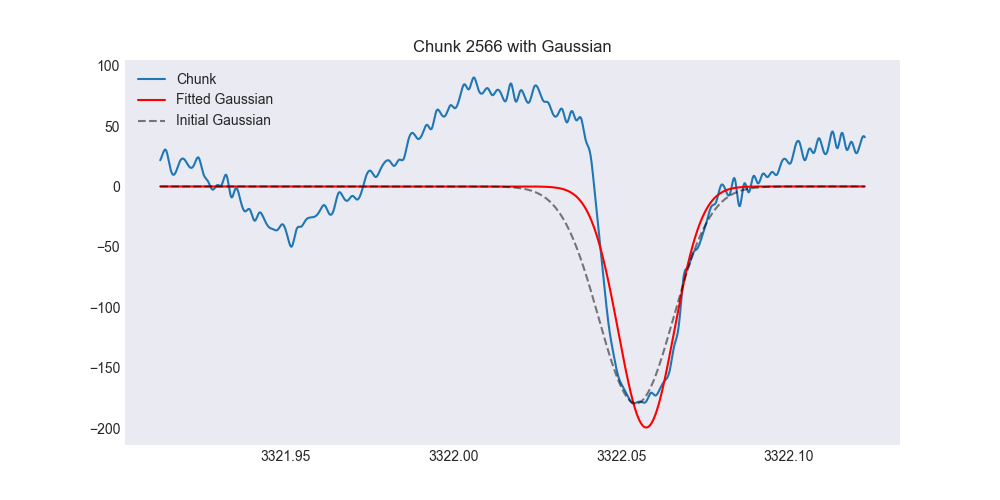 Chunk 2566 with Gaussian
100
50
0
−50
−100
−150
−200
Chunk
Fitted Gaussian
Initial Gaussian
3321.95
3322.00
3322.05
3322.10